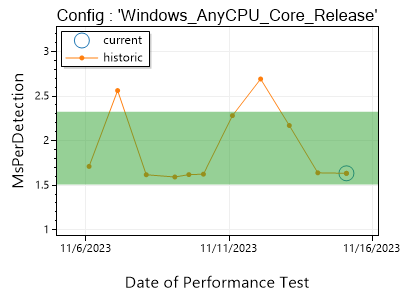 Config : 'Windows_AnyCPU_Core_Release'
current
historic
3
2.5
2
1.5
1
MsPerDetection
11/6/2023
11/11/2023
11/16/2023
Date of Performance Test